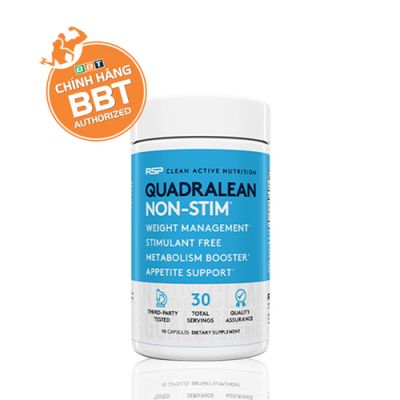 BBT
CHÍNH HÃNG
BBT
AUTHORIZED
RSP CLEAN ACTIVE NUTRITION
QUADRALEAN
NON-STIM*
WEIGHT MANAGEMENT*
STIMULANT FREE
METABOLISM BOOSTER*
APPETITE SUPPORT*
30
THIRD-PARTY TESTED
TOTAL SERVINGS
QUALITY ASSURANCE
90 CAPSULES DIETARY SUPPLEMENT